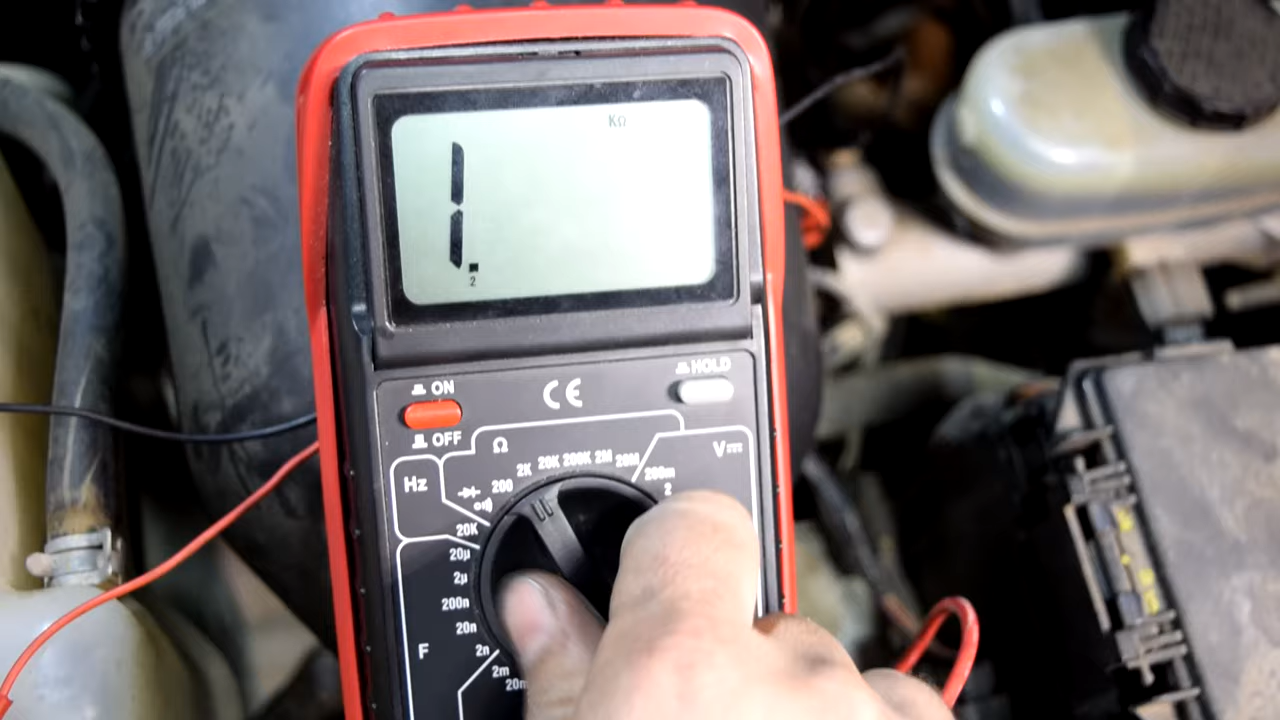 KΩ
1.
2
ON
HOLD
CE
OFF
Ω
V
Hz
200
2K
20K
200K
2M
20M
200m
2
20K
20µ
2µ
200n
20n
2n
F
2m
20m